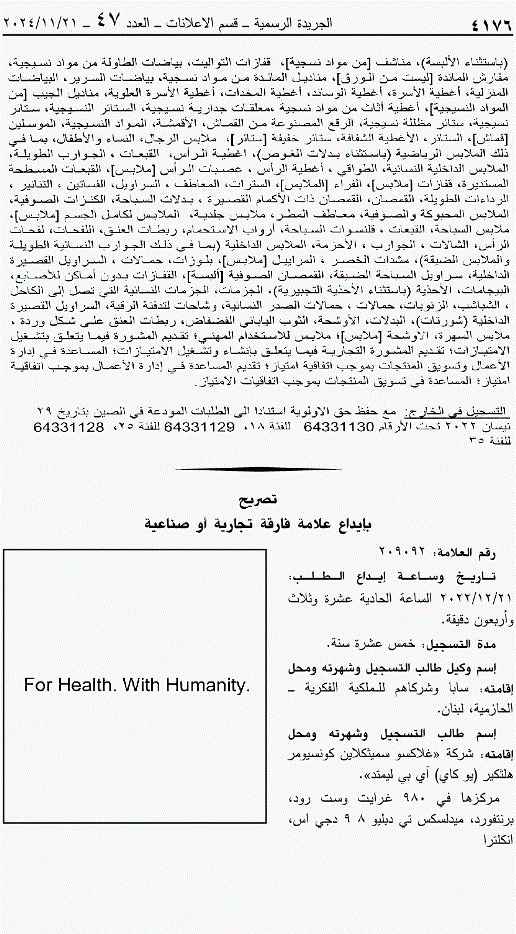 ٤١٧٦ الجريدة الرسمية ـ قسم الاعلانات ـ العدد ٤٧ ـ ٢٠٢٤/١١/٢١
(باستثناء الألبسة)، مناشف [من مواد نسجية]، قفازات التواليت، بياضات الطاولة من مواد نسيجية،
مفارش المائدة [ليست من الورق]، مناديل المائدة من مواد نسجية، بياضات السرير، البياضات
المنزلية، أغطية الأسرة، أغطية الوسائد، أغطية المخدات، أغطية الأسرة العلوية، مناديل الجيب [من
المواد النسيجية]، أغطية أثاث من مواد نسجية، معلقات جدارية نسيجية، الستائر النسيجية، ستائر
نسيجية، ستائر مظللة نسيجية، الرقع المصنوعة من القماش، الأقمشة، المواد النسيجية، الموسلين
[قماش]، الستائر، الأغطية الشفافة، ستائر خفيفة [ستائر]، ملابس الرجال، النساء والأطفال، بما في
ذلك الملابس الرياضية (باستثناء بدلات الغوص)، اغطية الرأس، القبعات، الجوارب الطويلة،
الملابس الداخلية النسائية، الطواقي، أغطية الرأس، عصبات الرأس [ملابس]، القبعات المسطحة
المستديرة، قفازات [ملابس]، الفراء [الملابس]، السترات، المعاطف، السراويل، الفساتين، التنانير،
الرداءات الطويلة، القمصان، القمصان ذات الأكمام القصيرة، بدلات السباحة، الكنزات الصوفية،
الملابس المحبوكة والصوفية، معاطف المطر، ملابس جلدية، الملابس لكامل الجسم [ملابس]،
ملابس السباحة، القبعات، قلنسوات السباحة، أرواب الاستحمام، ربطات العنق، اللفحات، لفحات
الرأس، الشالات، الجوارب، الأحزمة، الملابس الداخلية (بما في ذلك الجوارب النسائية الطويلة
والملابس الضيقة)، مشدات الخصر، المراييل [ملابس]، بلوزات، حمالات، السراويل القصيرة
الداخلية، سراويل السباحة الضيقة، القمصان الصوفية [ألبسة]، القفازات بدون أماكن للأصابع،
البيجامات، الأحذية (باستثناء الأحذية التجبيرية)، الجزمات، الجزمات النسائية التي تصل إلى الكاحل
، الشباشب، الزنوبات، حمالات، حمالات الصدر النسائية، وشاحات لتدفئة الرقبة، السراويل القصيرة
الداخلية (شورتات)، البدلات، الأوشحة، الثوب الياباني الفضفاض، ربطات العنق على شكل وردة،
ملابس السهرة، الأوشحة [ملابس]؛ ملابس للاستخدام المهني؛ تقديم المشورة فيما يتعلق بتشغيل
الامتيازات؛ تقديم المشورة التجارية فيما يتعلق بإنشاء وتشغيل الامتيازات؛ المساعدة في إدارة
الأعمال وتسويق المنتجات بموجب اتفاقية امتياز؛ تقديم المساعدة في إدارة الأعمال بموجب اتفاقية
امتياز؛ المساعدة في تسويق المنتجات بموجب اتفاقيات الامتياز.
التسجيل في الخارج: مع حفظ حق الاولوية استنادا الى الطلبات المودعة في الصين بتاريخ ٢٩
نيسان ٢٠٢٢ تحت الأرقام 64331130 للفئة ١٨، 64331129 للفئة ٢٥، 64331128
للفئة ٣٥
تصريح
بإيداع علامة فارقة تجارية أو صناعية
رقم العلامة: ٢٠٩٠٩٢
تاريخ وساعة إيداع الطلب:
٢٠٢٢/١٢/٢١ الساعة الحادية عشرة وثلاث
وأربعون دقيقة.
مدة التسجيل: خمس عشرة سنة.
إسم وكيل طالب التسجيل وشهرته ومحل
إقامته: سابا وشركاهم للملكية الفكرية ـ
الحازمية، لبنان.
إسم طالب التسجيل وشهرته ومحل
إقامته: شركة «غلاكسو سميثكلاين كونسيومر
هلثكير (يو كاي) آي بي ليمتد».
مركزها في ٩٨٠ غرايت وست رود،
برنتفورد، ميدلسكس تي دبليو ٨ ٩ دجي اس،
انكلترا
For Health. With Humanity.